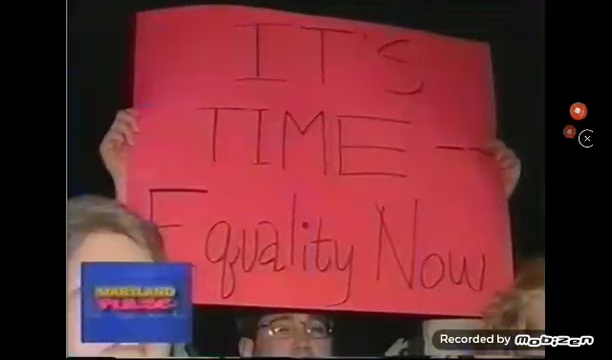 IT'S
TIME —
Equality Now
MARYLAND
PULSE
Recorded by MOBIZEN